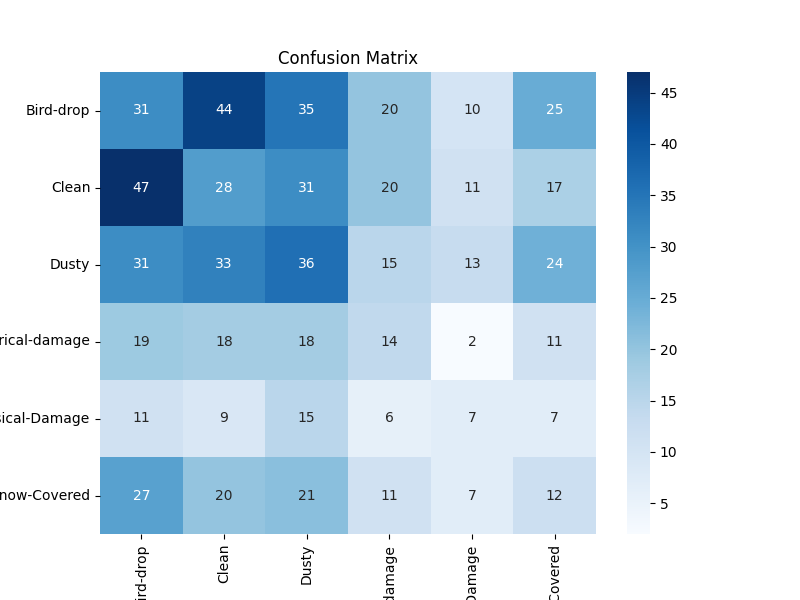 Confusion Matrix
Bird-drop 31 44 35 20 10 25
Clean 47 28 31 20 11 17
Dusty 31 33 36 15 13 24
rical-damage 19 18 18 14 2 11
sical-Damage 11 9 15 6 7 7
now-Covered 27 20 21 11 7 12
ird-drop
Clean
Dusty
damage
Damage
Covered
45
40
35
30
25
20
15
10
5